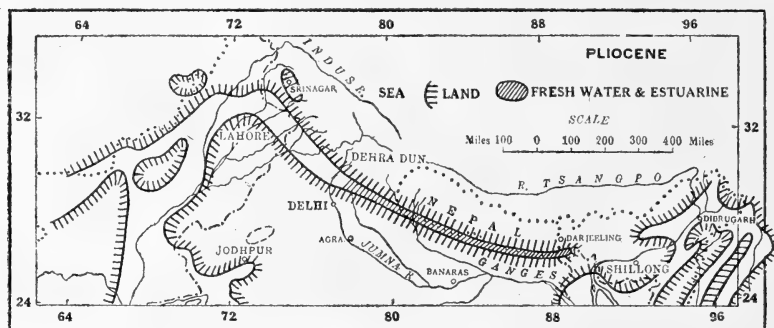 64 72 80 88 96
PLIOCENE
INDUS R.
SRINAGAR
SEA LAND FRESH WATER & ESTUARINE
SCALE
Miles 100 0 100 200 300 400 Miles
32 32
LAHORE
DEHRA DUN
R. TSANGPO
DELHI
NEPAL
DIBRUGARH
AGRA
DARJEELING
JODHPUR
JUMNA R.
GANGES
SHILLONG
BANARAS
24 24
64 72 80 88 96